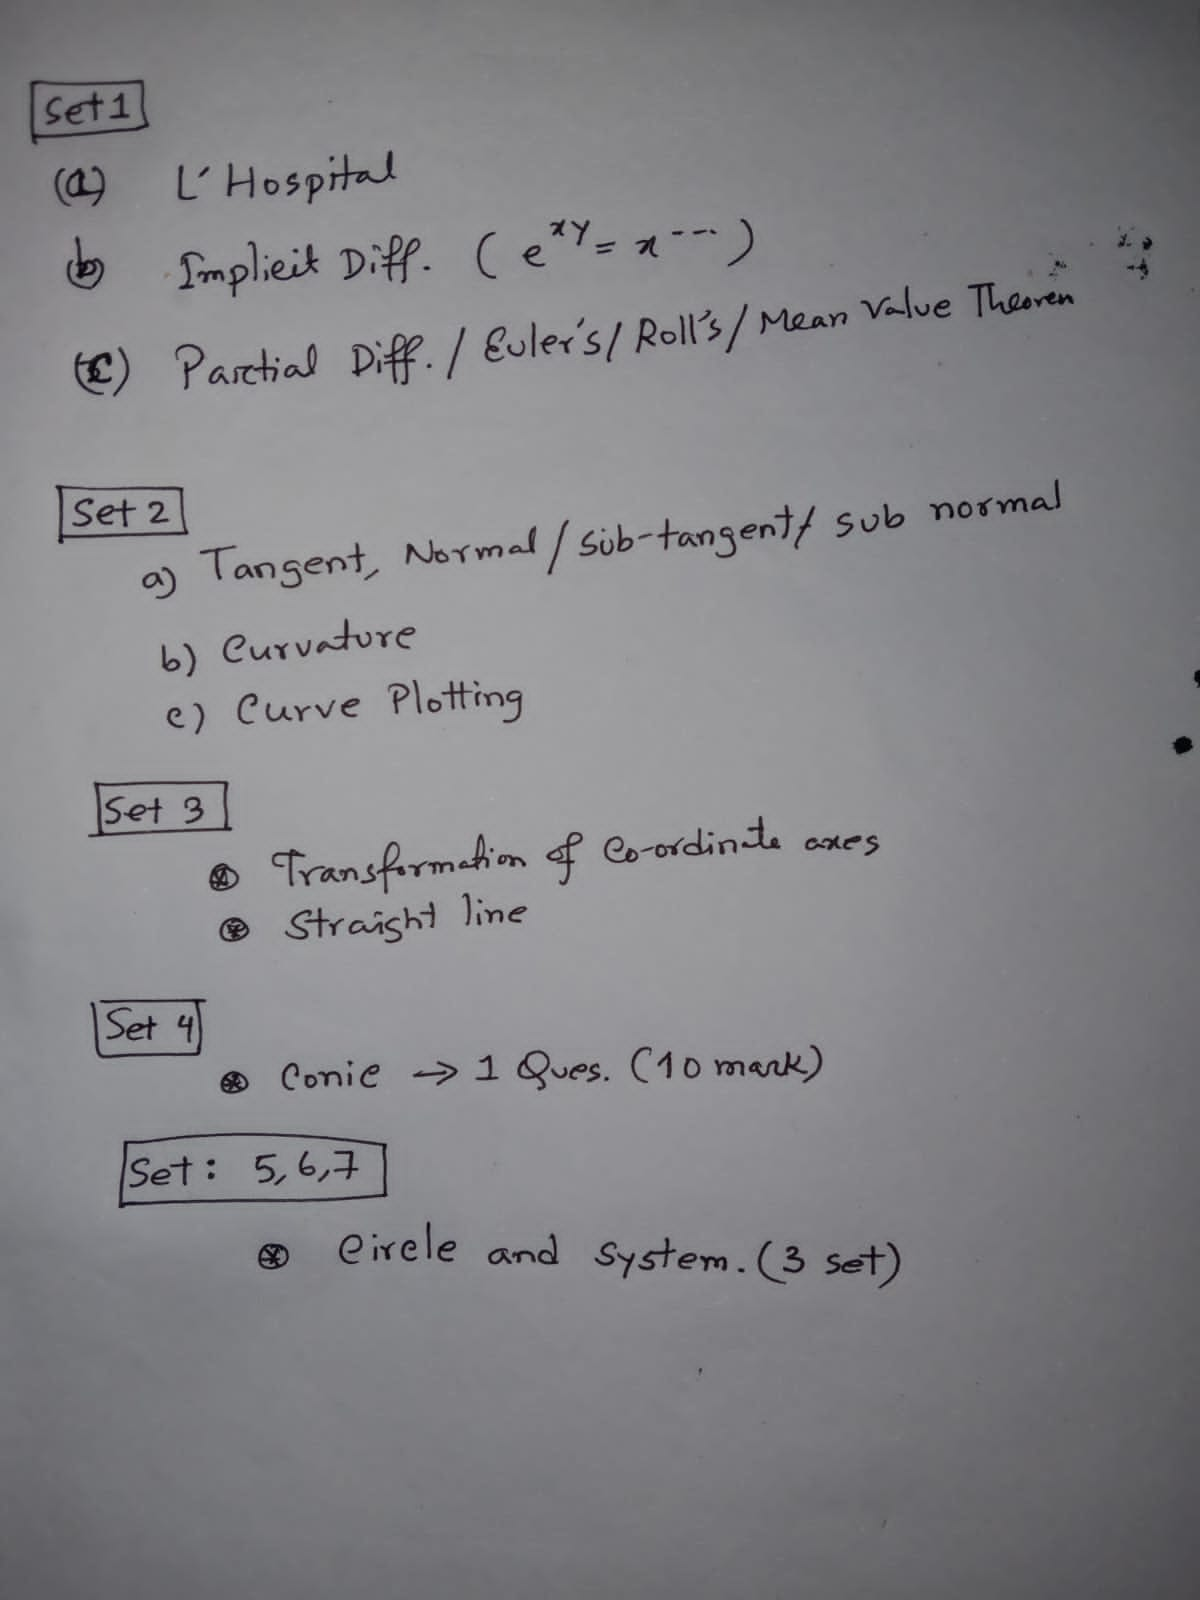 Set 1
(a) L' Hospital
(b) Implicit Diff. ( e^xy = x --- )
(c) Partial Diff. / Euler's / Roll's / Mean Value Theoren
Set 2
a) Tangent, Normal / sub-tangent / sub normal
b) Curvature
c) Curve Plotting
Set 3
Transformation of Co-ordinate axes
Straight line
Set 4
Conic → 1 Ques. (10 mark)
Set : 5,6,7
Circle and System. (3 set)